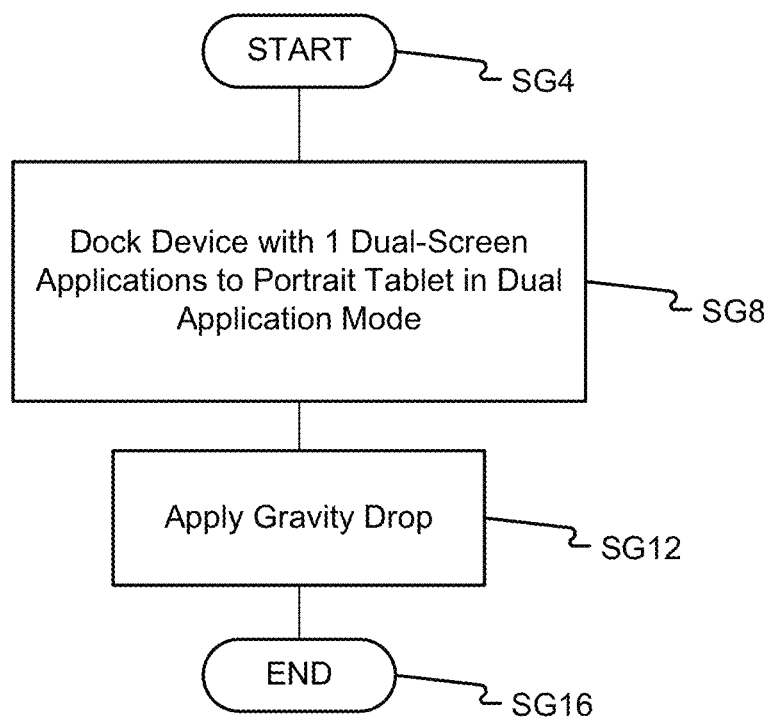 START
SG4
Dock Device with 1 Dual-Screen
Applications to Portrait Tablet in Dual
Application Mode
SG8
Apply Gravity Drop
SG12
END
SG16